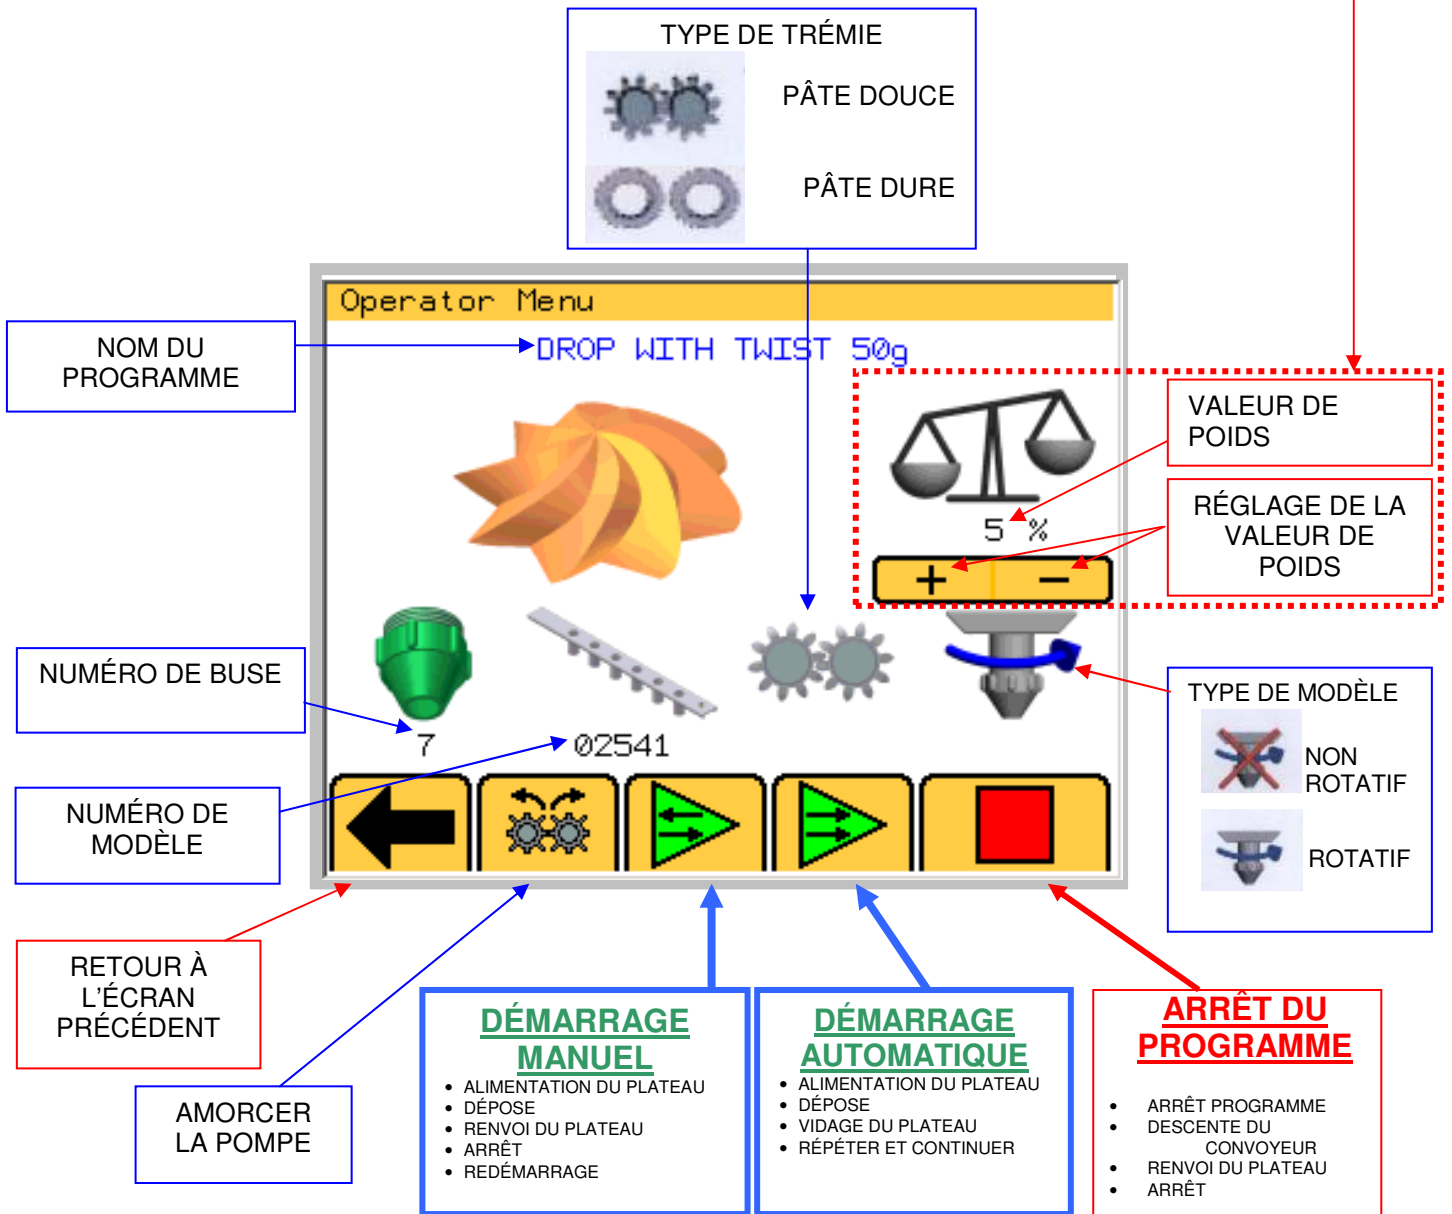 TYPE DE TRÉMIE
PÂTE DOUCE
PÂTE DURE
Operator Menu
DROP WITH TWIST 50g
NOM DU
PROGRAMME
VALEUR DE
POIDS
5 %
RÉGLAGE DE LA
VALEUR DE
POIDS
+ −
NUMÉRO DE BUSE
7
02541
NUMÉRO DE
MODÈLE
TYPE DE MODÈLE
NON
ROTATIF
ROTATIF
RETOUR À
L'ÉCRAN
PRÉCÉDENT
AMORCER
LA POMPE
DÉMARRAGE
MANUEL
• ALIMENTATION DU PLATEAU
• DÉPOSE
• RENVOI DU PLATEAU
• ARRÊT
• REDÉMARRAGE
DÉMARRAGE
AUTOMATIQUE
• ALIMENTATION DU PLATEAU
• DÉPOSE
• VIDAGE DU PLATEAU
• RÉPÉTER ET CONTINUER
ARRÊT DU
PROGRAMME
• ARRÊT PROGRAMME
• DESCENTE DU
CONVOYEUR
• RENVOI DU PLATEAU
• ARRÊT